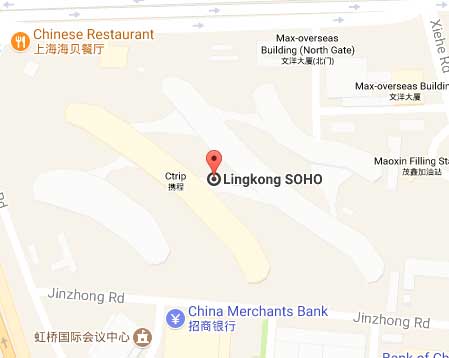 Chinese Restaurant
上海海贝餐厅
Max-overseas
Building (North Gate)
文洋大厦(北门)
Xiehe Rd
Max-overseas Buildin
文洋大厦
Maoxin Filling Sta
茂鑫加油站
Ctrip
携程
Lingkong SOHO
Rd
Jinzhong Rd
China Merchants Bank
招商银行
Jinzhong Rd
虹桥国际会议中心
Bank of Ch